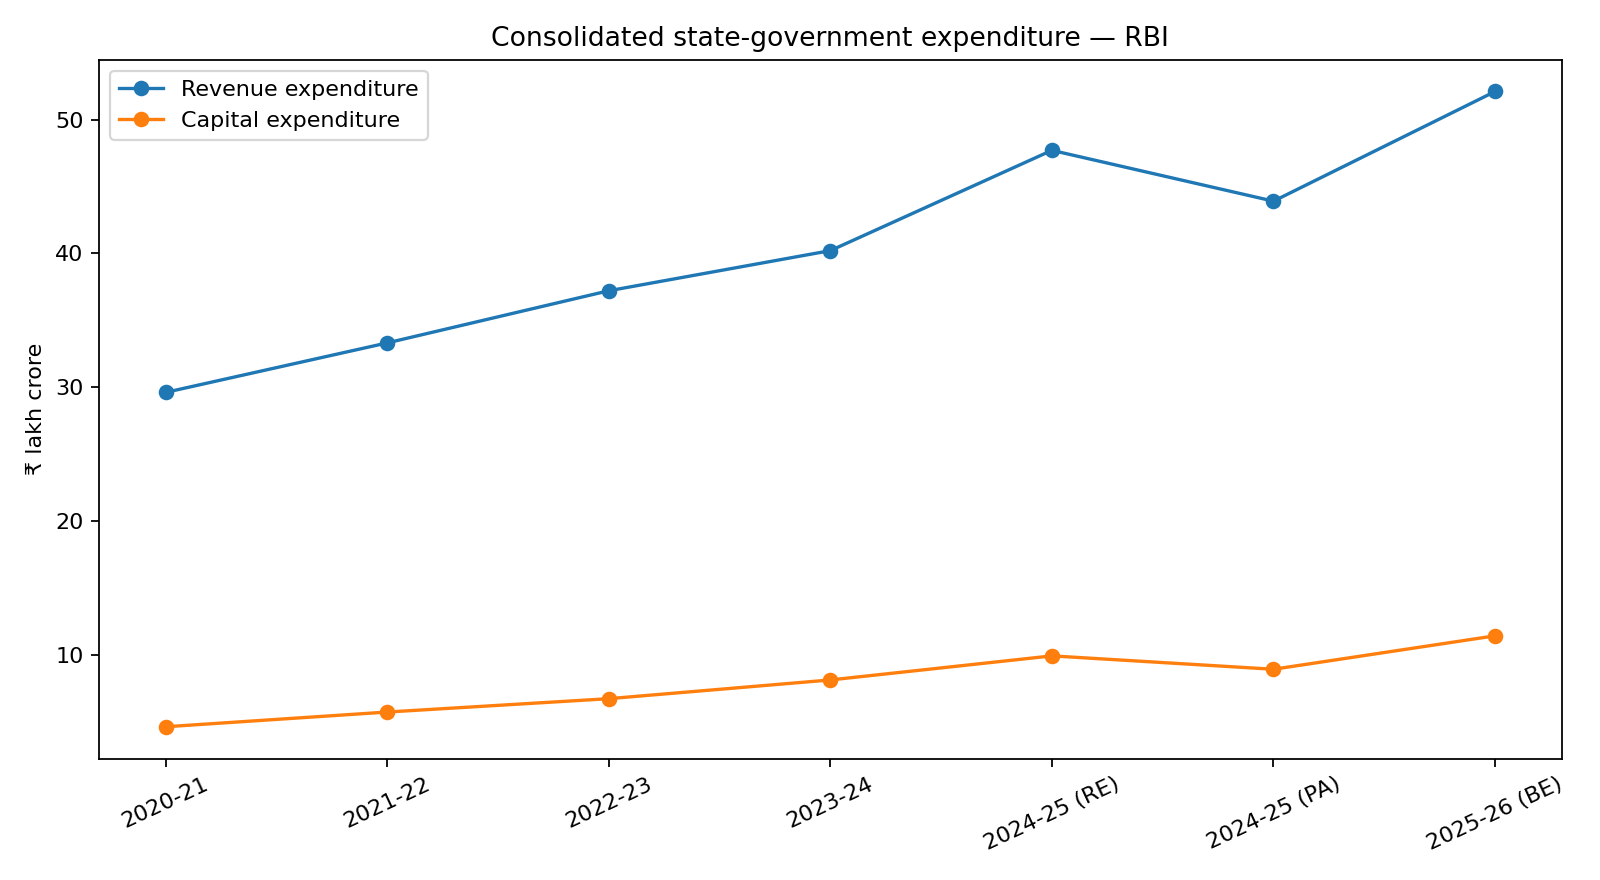 Consolidated state-government expenditure — RBI
Revenue expenditure
Capital expenditure
₹ lakh crore
50
40
30
20
10
2020-21
2021-22
2022-23
2023-24
2024-25 (RE)
2024-25 (PA)
2025-26 (BE)